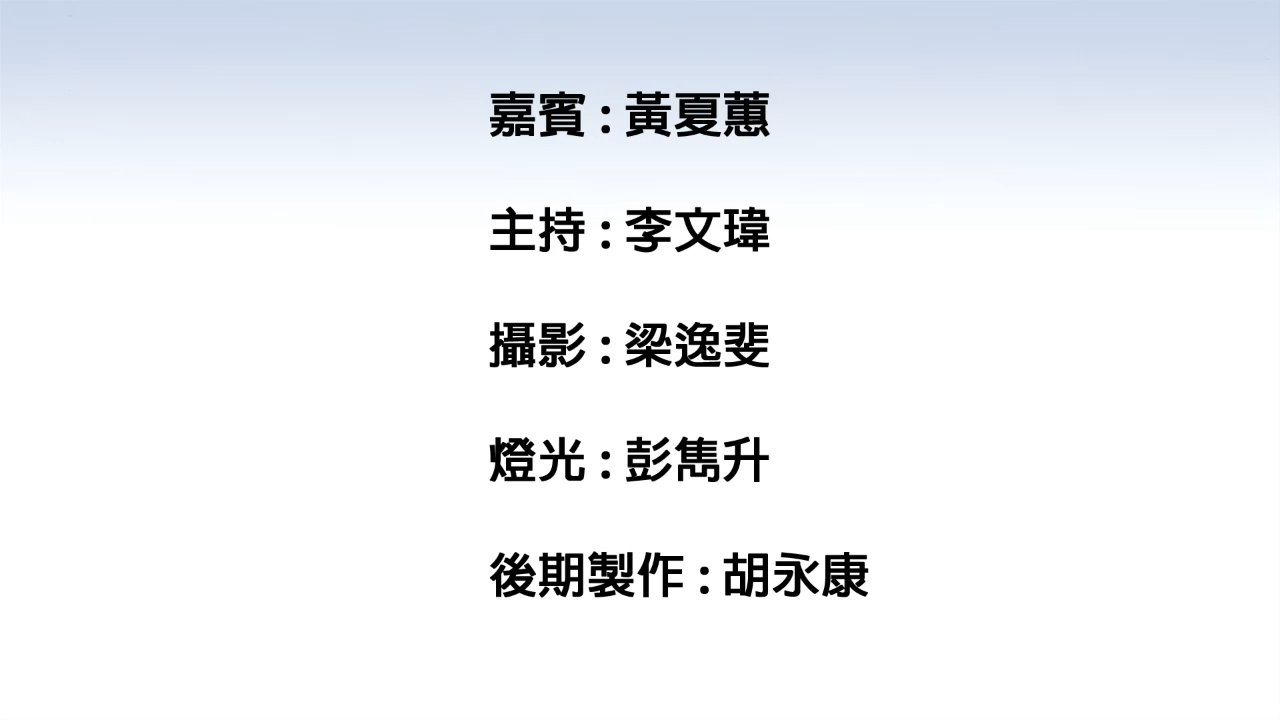 嘉賓 : 黃夏蕙
主持 : 李文瑋
攝影 : 梁逸斐
燈光 : 彭雋升
後期製作 : 胡永康